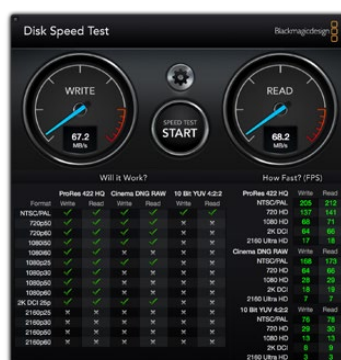 Disk Speed Test
Blackmagicdesign
WRITE
67.2
MB/s
SPEED TEST
START
READ
68.2
MB/s
Will it Work?
ProRes 422 HQ Cinema DNG RAW 10 Bit YUV 4:2:2
Format Write Read Write Read Write Read
NTSC/PAL
720p50
720p60
1080i50
1080i60
1080p25
1080p30
1080p50
1080p60
2K DCI 25p
2160p25
2160p30
2160p50
2160p60
How Fast? (FPS)
ProRes 422 HQ Write Read
NTSC/PAL 205 212
720 HD 137 141
1080 HD 68 71
2K DCI 64 66
2160 Ultra HD 17 18
Cinema DNG RAW Write Read
NTSC/PAL 168 173
720 HD 64 66
1080 HD 28 29
2K DCI 18 19
2160 Ultra HD 7 7
10 Bit YUV 4:2:2 Write Read
NTSC/PAL 76 78
720 HD 29 30
1080 HD 13 13
2K DCI 9 9
2160 Ultra HD 3 3